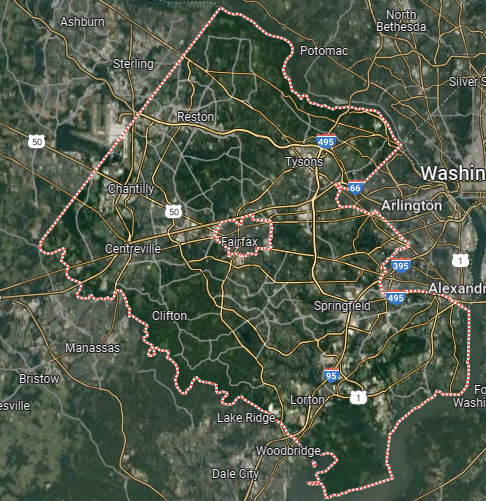 Ashburn
North
Bethesda
Potomac
Sterling
Silver S
Reston
50
495
Tysons
Washin
66
Chantilly
Arlington
50
Fairfax
Centreville
1
395
Alexandr
495
Springfield
Clifton
Manassas
95
Bristow
Lorton
1
Fo
Washi
esville
Lake Ridge
Woodbridge
Dale City